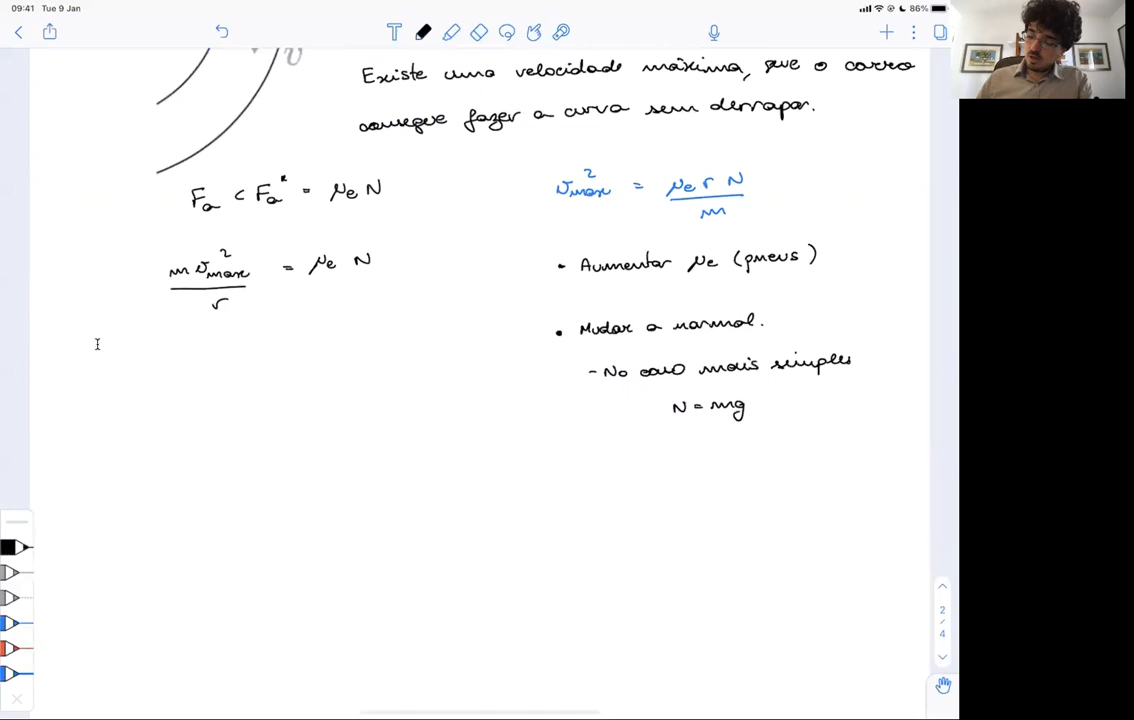 09:41 Tue 9 Jan
86%
T
v
Existe uma velocidade máxima, que o carro
consegue fazer a curva sem derrapar.
Fa < Fa* = μe N
v²max = μe r N / m
m v²max / r = μe N
• Aumentar μe (pneus)
• Mudar a normal.
- No caso mais simples
N = mg
2 / 4